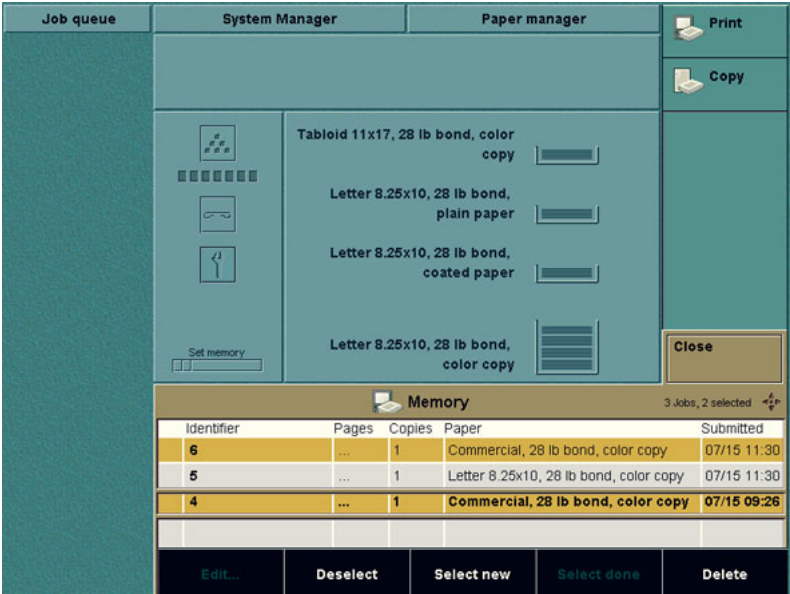 Job queue
System Manager
Paper manager
Print
Copy
Tabloid 11x17, 28 lb bond, color
copy
Letter 8.25x10, 28 lb bond,
plain paper
Letter 8.25x10, 28 lb bond,
coated paper
Set memory
Letter 8.25x10, 28 lb bond,
color copy
Close
Memory
3 Jobs, 2 selected
Identifier Pages Copies Paper Submitted
6 ... 1 Commercial, 28 lb bond, color copy 07/15 11:30
5 ... 1 Letter 8.25x10, 28 lb bond, color copy 07/15 11:30
4 ... 1 Commercial, 28 lb bond, color copy 07/15 09:26
Edit... Deselect Select new Select done Delete